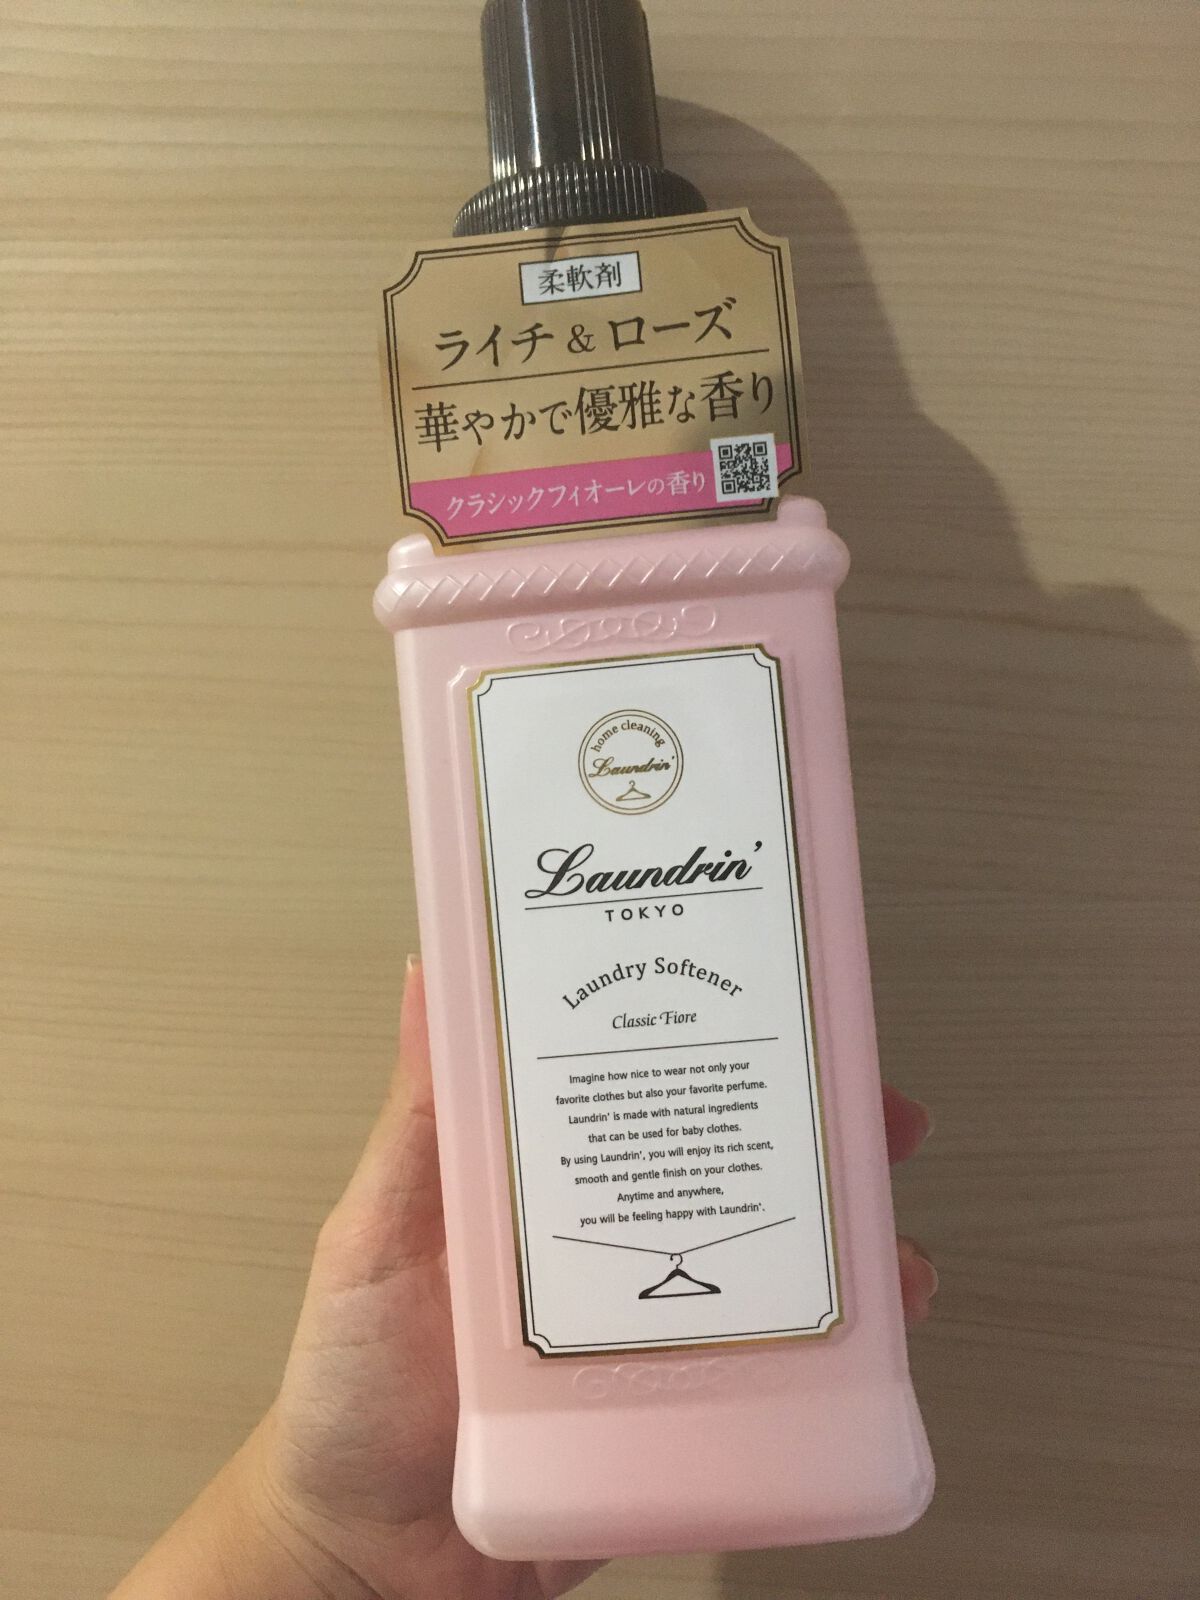 柔軟剤
ライチ & ローズ
華やかで優雅な香り
クラシックフィオーレの香り
home cleaning
Laundrin'
Laundrin'
TOKYO
Laundry Softener
Classic Fiore
Imagine how nice to wear not only your
favorite clothes but also your favorite perfume.
Laundrin' is made with natural ingredients
that can be used for baby clothes.
By using Laundrin', you will enjoy its rich scent,
smooth and gentle finish on your clothes.
Anytime and anywhere,
you will be feeling happy with Laundrin'.